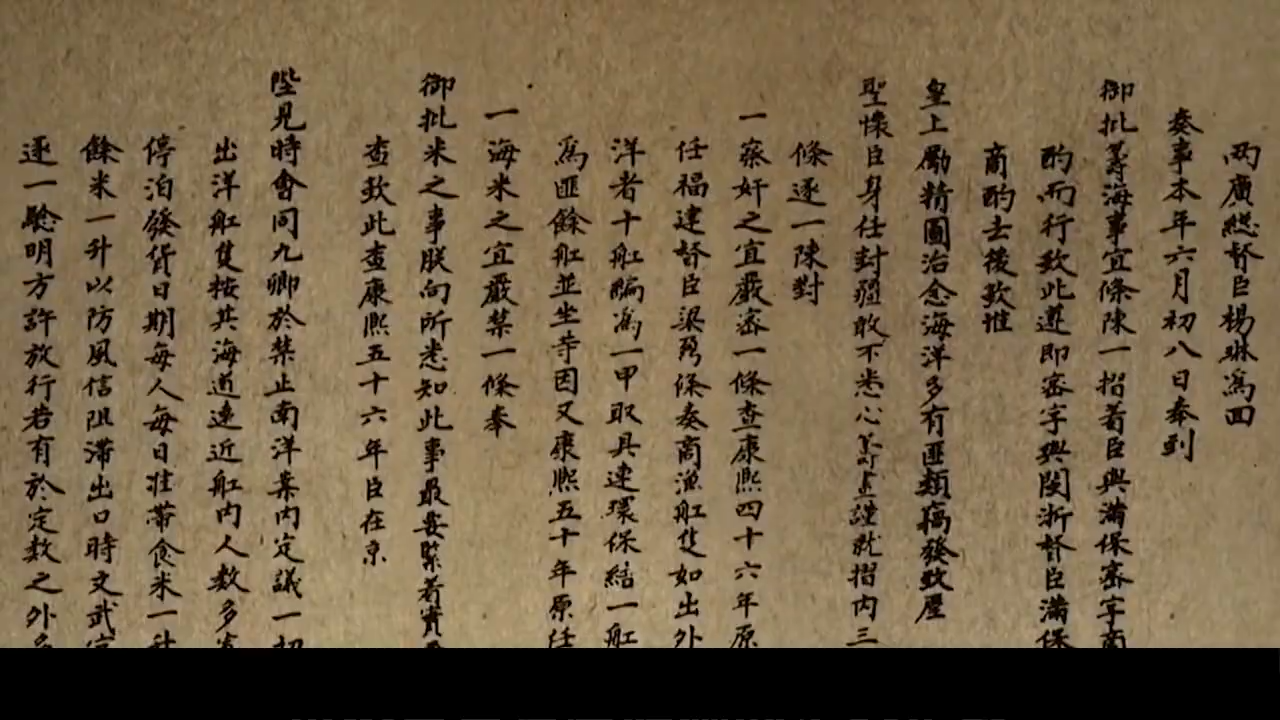 兩廣總督臣楊琳為回
奏事本年六月初八日奉到
御批籌海事宜條陳一摺着臣與滿保密字商
酌而行欽此遵即密字與閩浙督臣滿保
商酌去後欽惟
皇上勵精圖治念海洋多有匪類竊發致廑
聖懷臣身任封疆敢不悉心籌畫謹就摺内三
條逐一陳對
一察奸之宜嚴密一條查康熙四十六年原
任福建督臣梁鼐條奏商漁舡隻如出外
洋者十舡編為一甲取具連環保結一舡
為匪餘舡並坐等因又康熙五十年原任
一海米之宜嚴禁一條奉
御批米之事朕向所悉知此事最要緊着實
查欽此查康熙五十六年臣在京
陛見時會同九卿於禁止南洋案内定議一切
出洋舡隻按其海道遠近舡内人數多寡
停泊發貨日期每人每日壯帶食米一升
餘米一升以防風信阻滯出口時文武官
逐一驗明方許放行若有於定數之外多